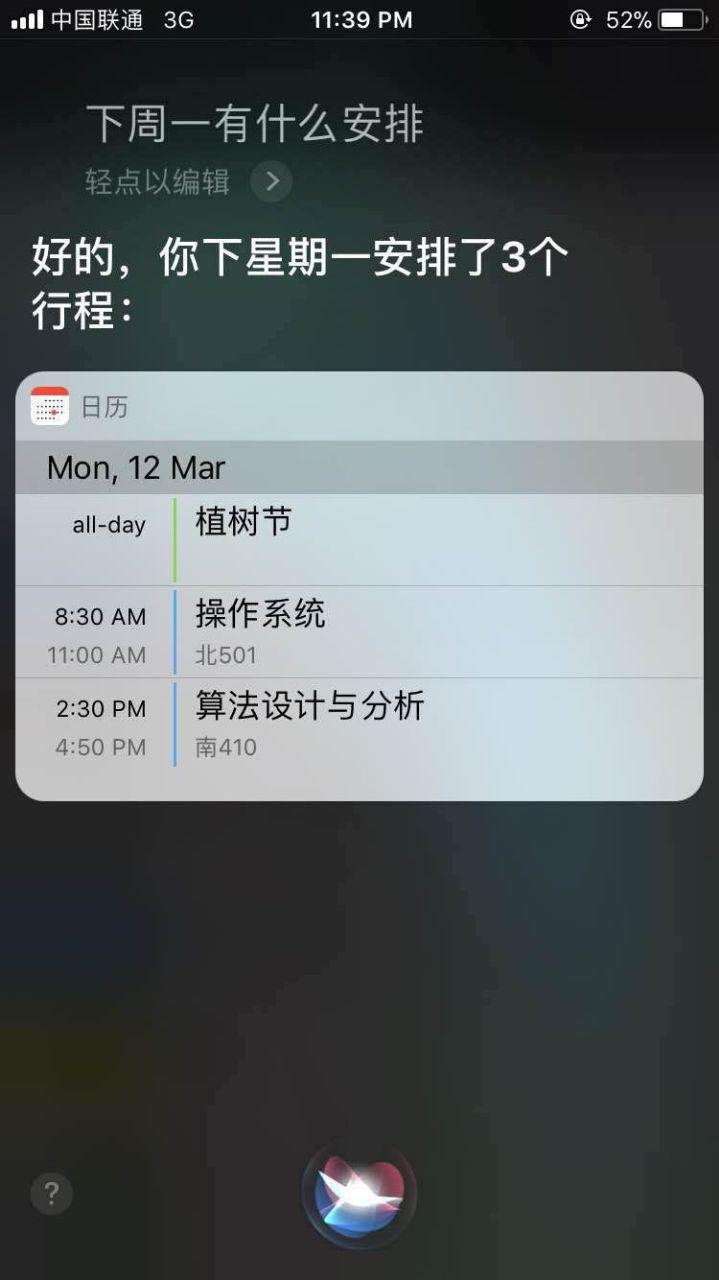 中国联通 3G 11:39 PM 52%
下周一有什么安排
轻点以编辑
好的，你下星期一安排了3个
行程：
日历
Mon, 12 Mar
all-day 植树节
8:30 AM 操作系统
11:00 AM 北501
2:30 PM 算法设计与分析
4:50 PM 南410
?